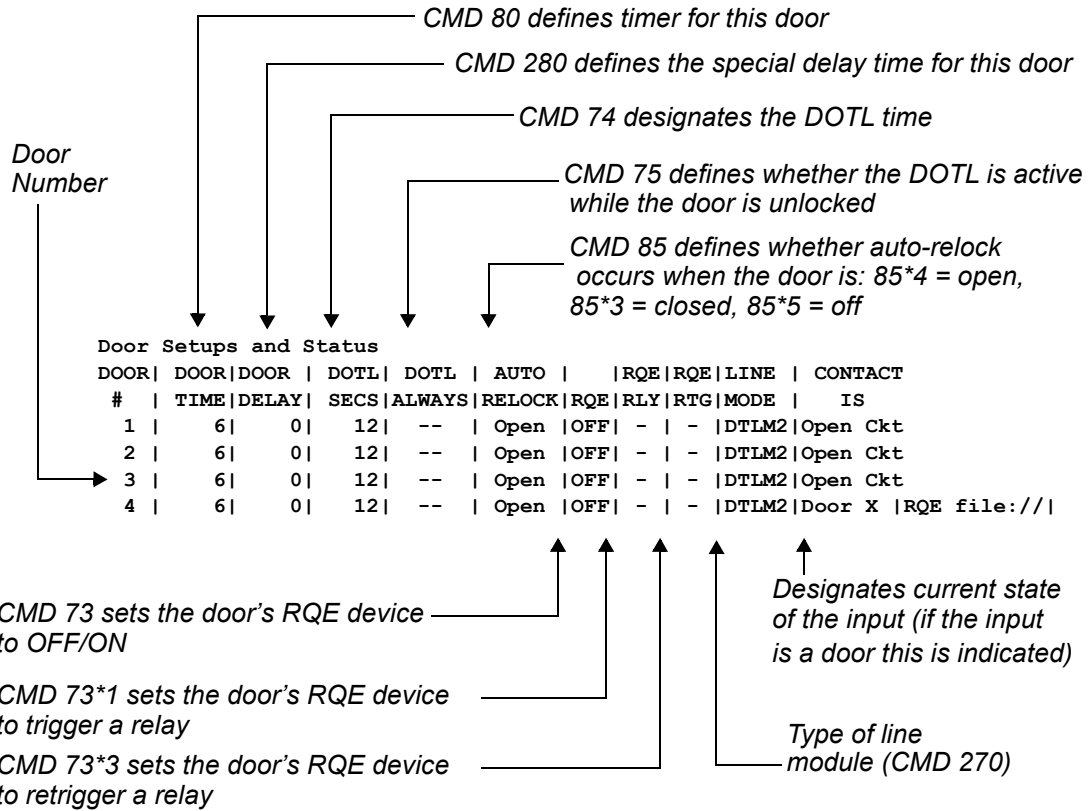 CMD 80 defines timer for this door
CMD 280 defines the special delay time for this door
CMD 74 designates the DOTL time
Door
Number
CMD 75 defines whether the DOTL is active
while the door is unlocked
CMD 85 defines whether auto-relock
occurs when the door is: 85*4 = open,
85*3 = closed, 85*5 = off
Door Setups and Status
DOOR| DOOR|DOOR | DOTL| DOTL | AUTO | |RQE|RQE|LINE | CONTACT
# | TIME|DELAY| SECS|ALWAYS|RELOCK|RQE|RLY|RTG|MODE | IS
1 | 6| 0| 12| -- | Open |OFF| - | - |DTLM2|Open Ckt
2 | 6| 0| 12| -- | Open |OFF| - | - |DTLM2|Open Ckt
3 | 6| 0| 12| -- | Open |OFF| - | - |DTLM2|Open Ckt
4 | 6| 0| 12| -- | Open |OFF| - | - |DTLM2|Door X |RQE file://|
CMD 73 sets the door's RQE device
to OFF/ON
CMD 73*1 sets the door's RQE device
to trigger a relay
CMD 73*3 sets the door's RQE device
to retrigger a relay
Designates current state
of the input (if the input
is a door this is indicated)
Type of line
module (CMD 270)